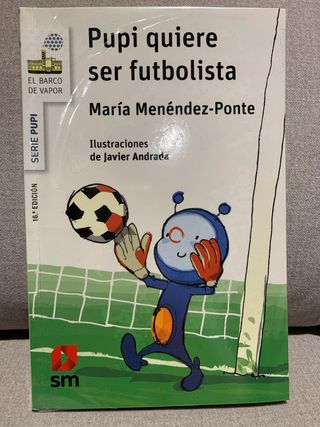 Pupi quiere
ser futbolista
María Menéndez-Ponte
Ilustraciones
de Javier Andrada
EL BARCO
DE VAPOR
SERIE PUPI
16.ª EDICIÓN
sm